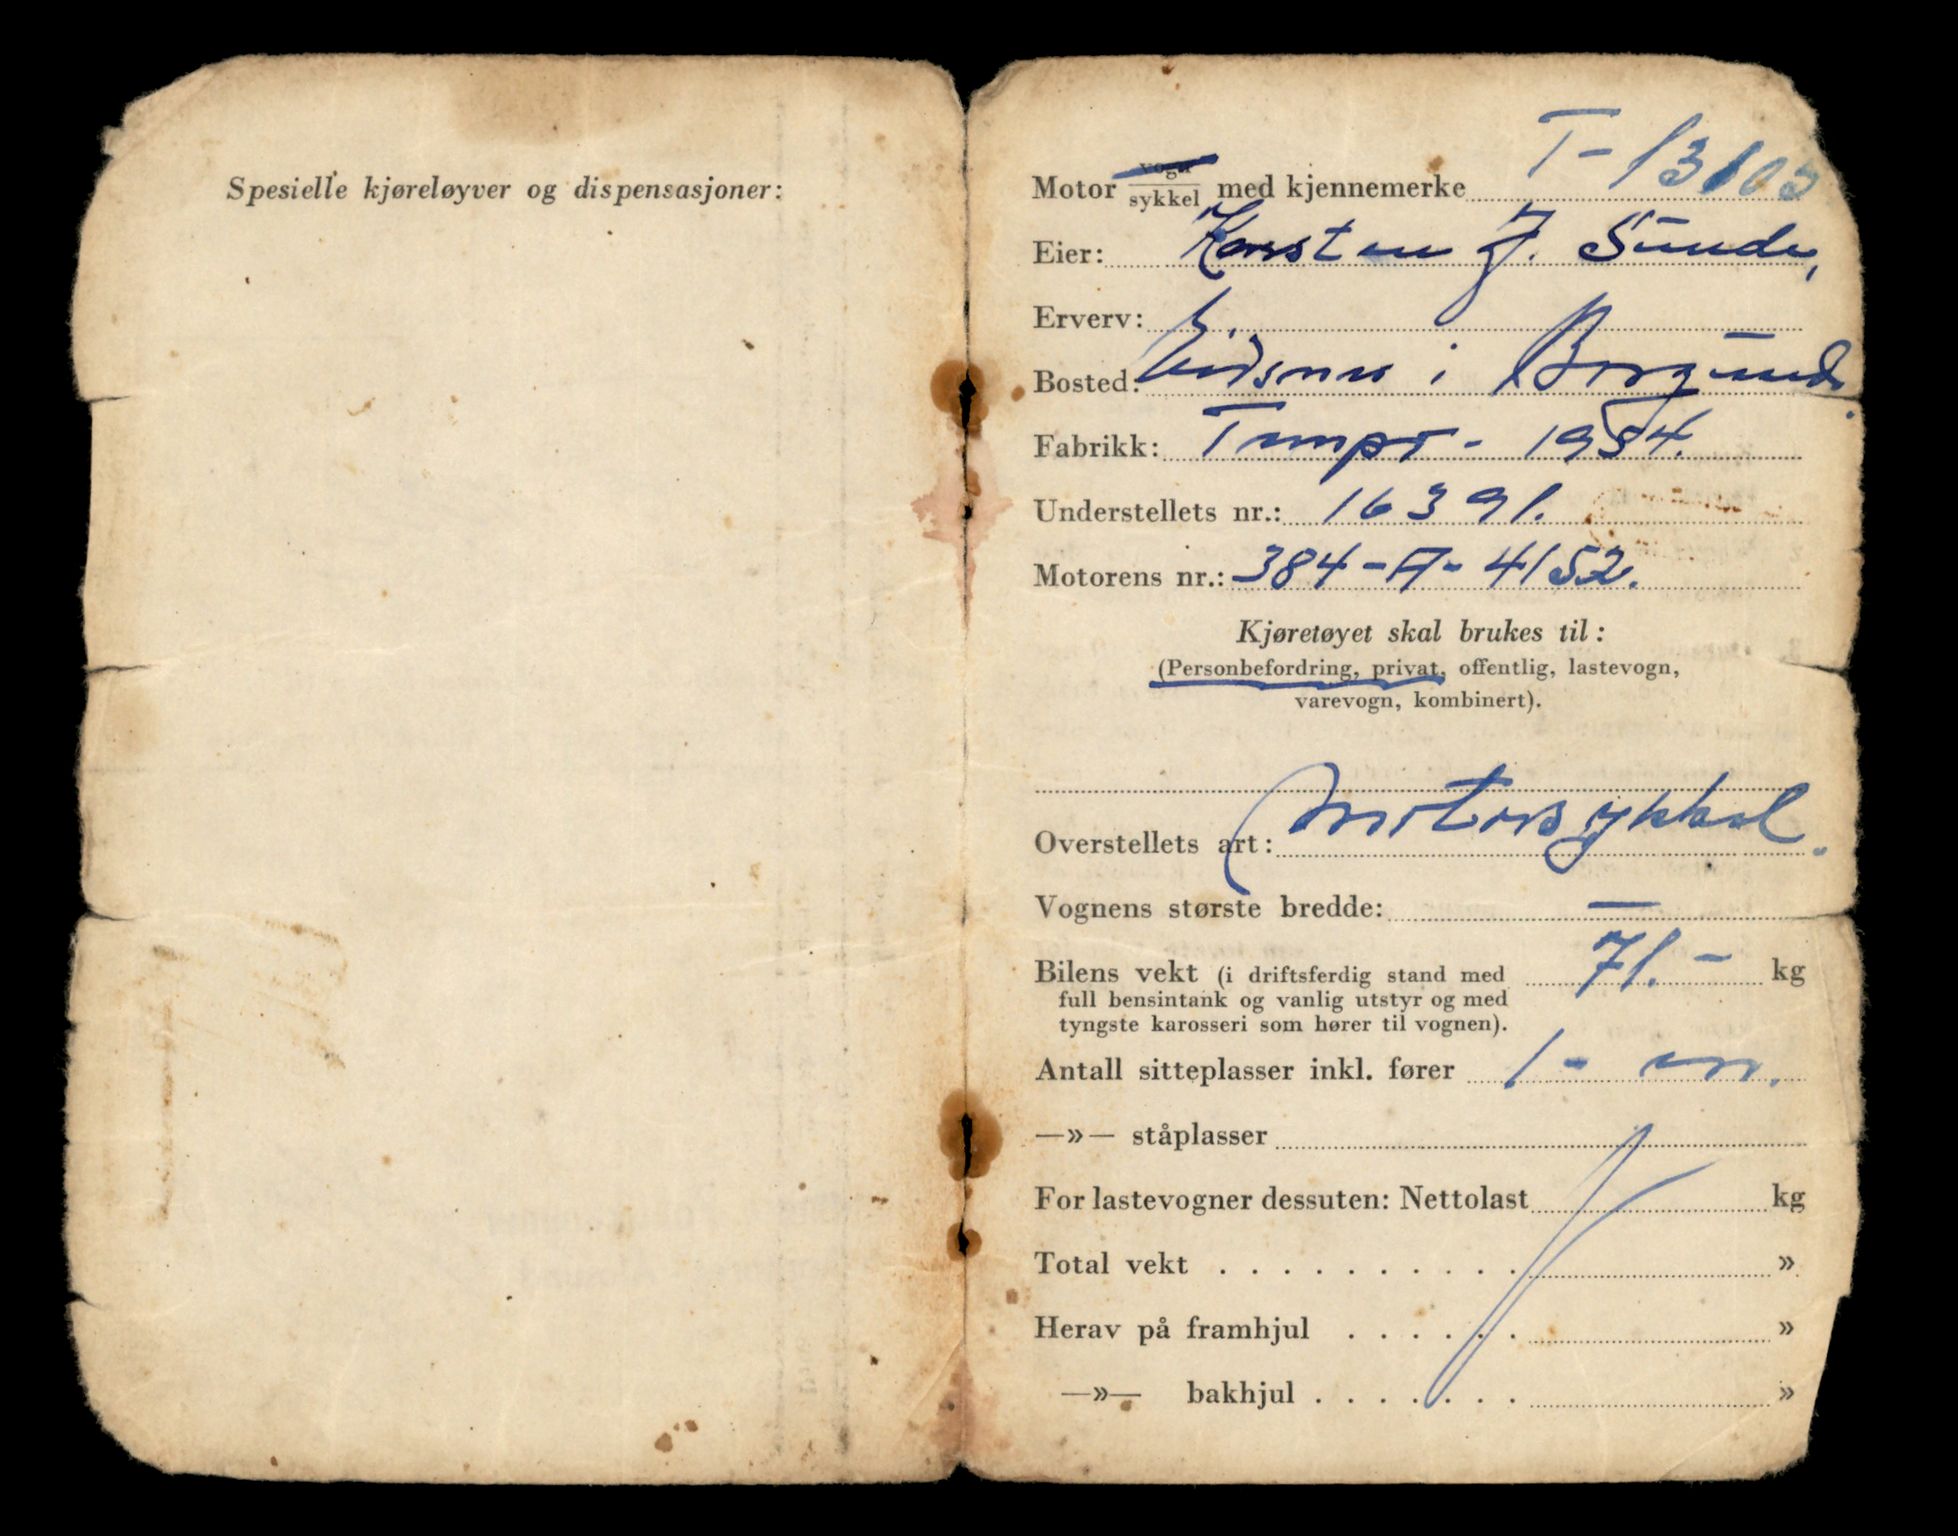 Spesielle kjøreløyver og dispensasjoner:
Motor vogn sykkel med kjennemerke T-13103
Eier: Karsten J. Sunde,
Erverv:
Bosted: Eidsnes i Borgund.
Fabrikk: Tempo - 1954.
Understellets nr.: 16391.
Motorens nr.: 384-A-4152.
Kjøretøyet skal brukes til:
(Personbefordring, privat, offentlig, lastevogn,
varevogn, kombinert).
Overstellets art: Motorsykkel.
Vognens største bredde: —
Bilens vekt (i driftsferdig stand med 71.- kg
full bensintank og vanlig utstyr og med
tyngste karosseri som hører til vognen).
Antall sitteplasser inkl. fører 1 - en.
—»— ståplasser
For lastevogner dessuten: Nettolast kg
Total vekt . . . . . . . . . . »
Herav på framhjul . . . . . . »
—»— bakhjul . . . . . . . »